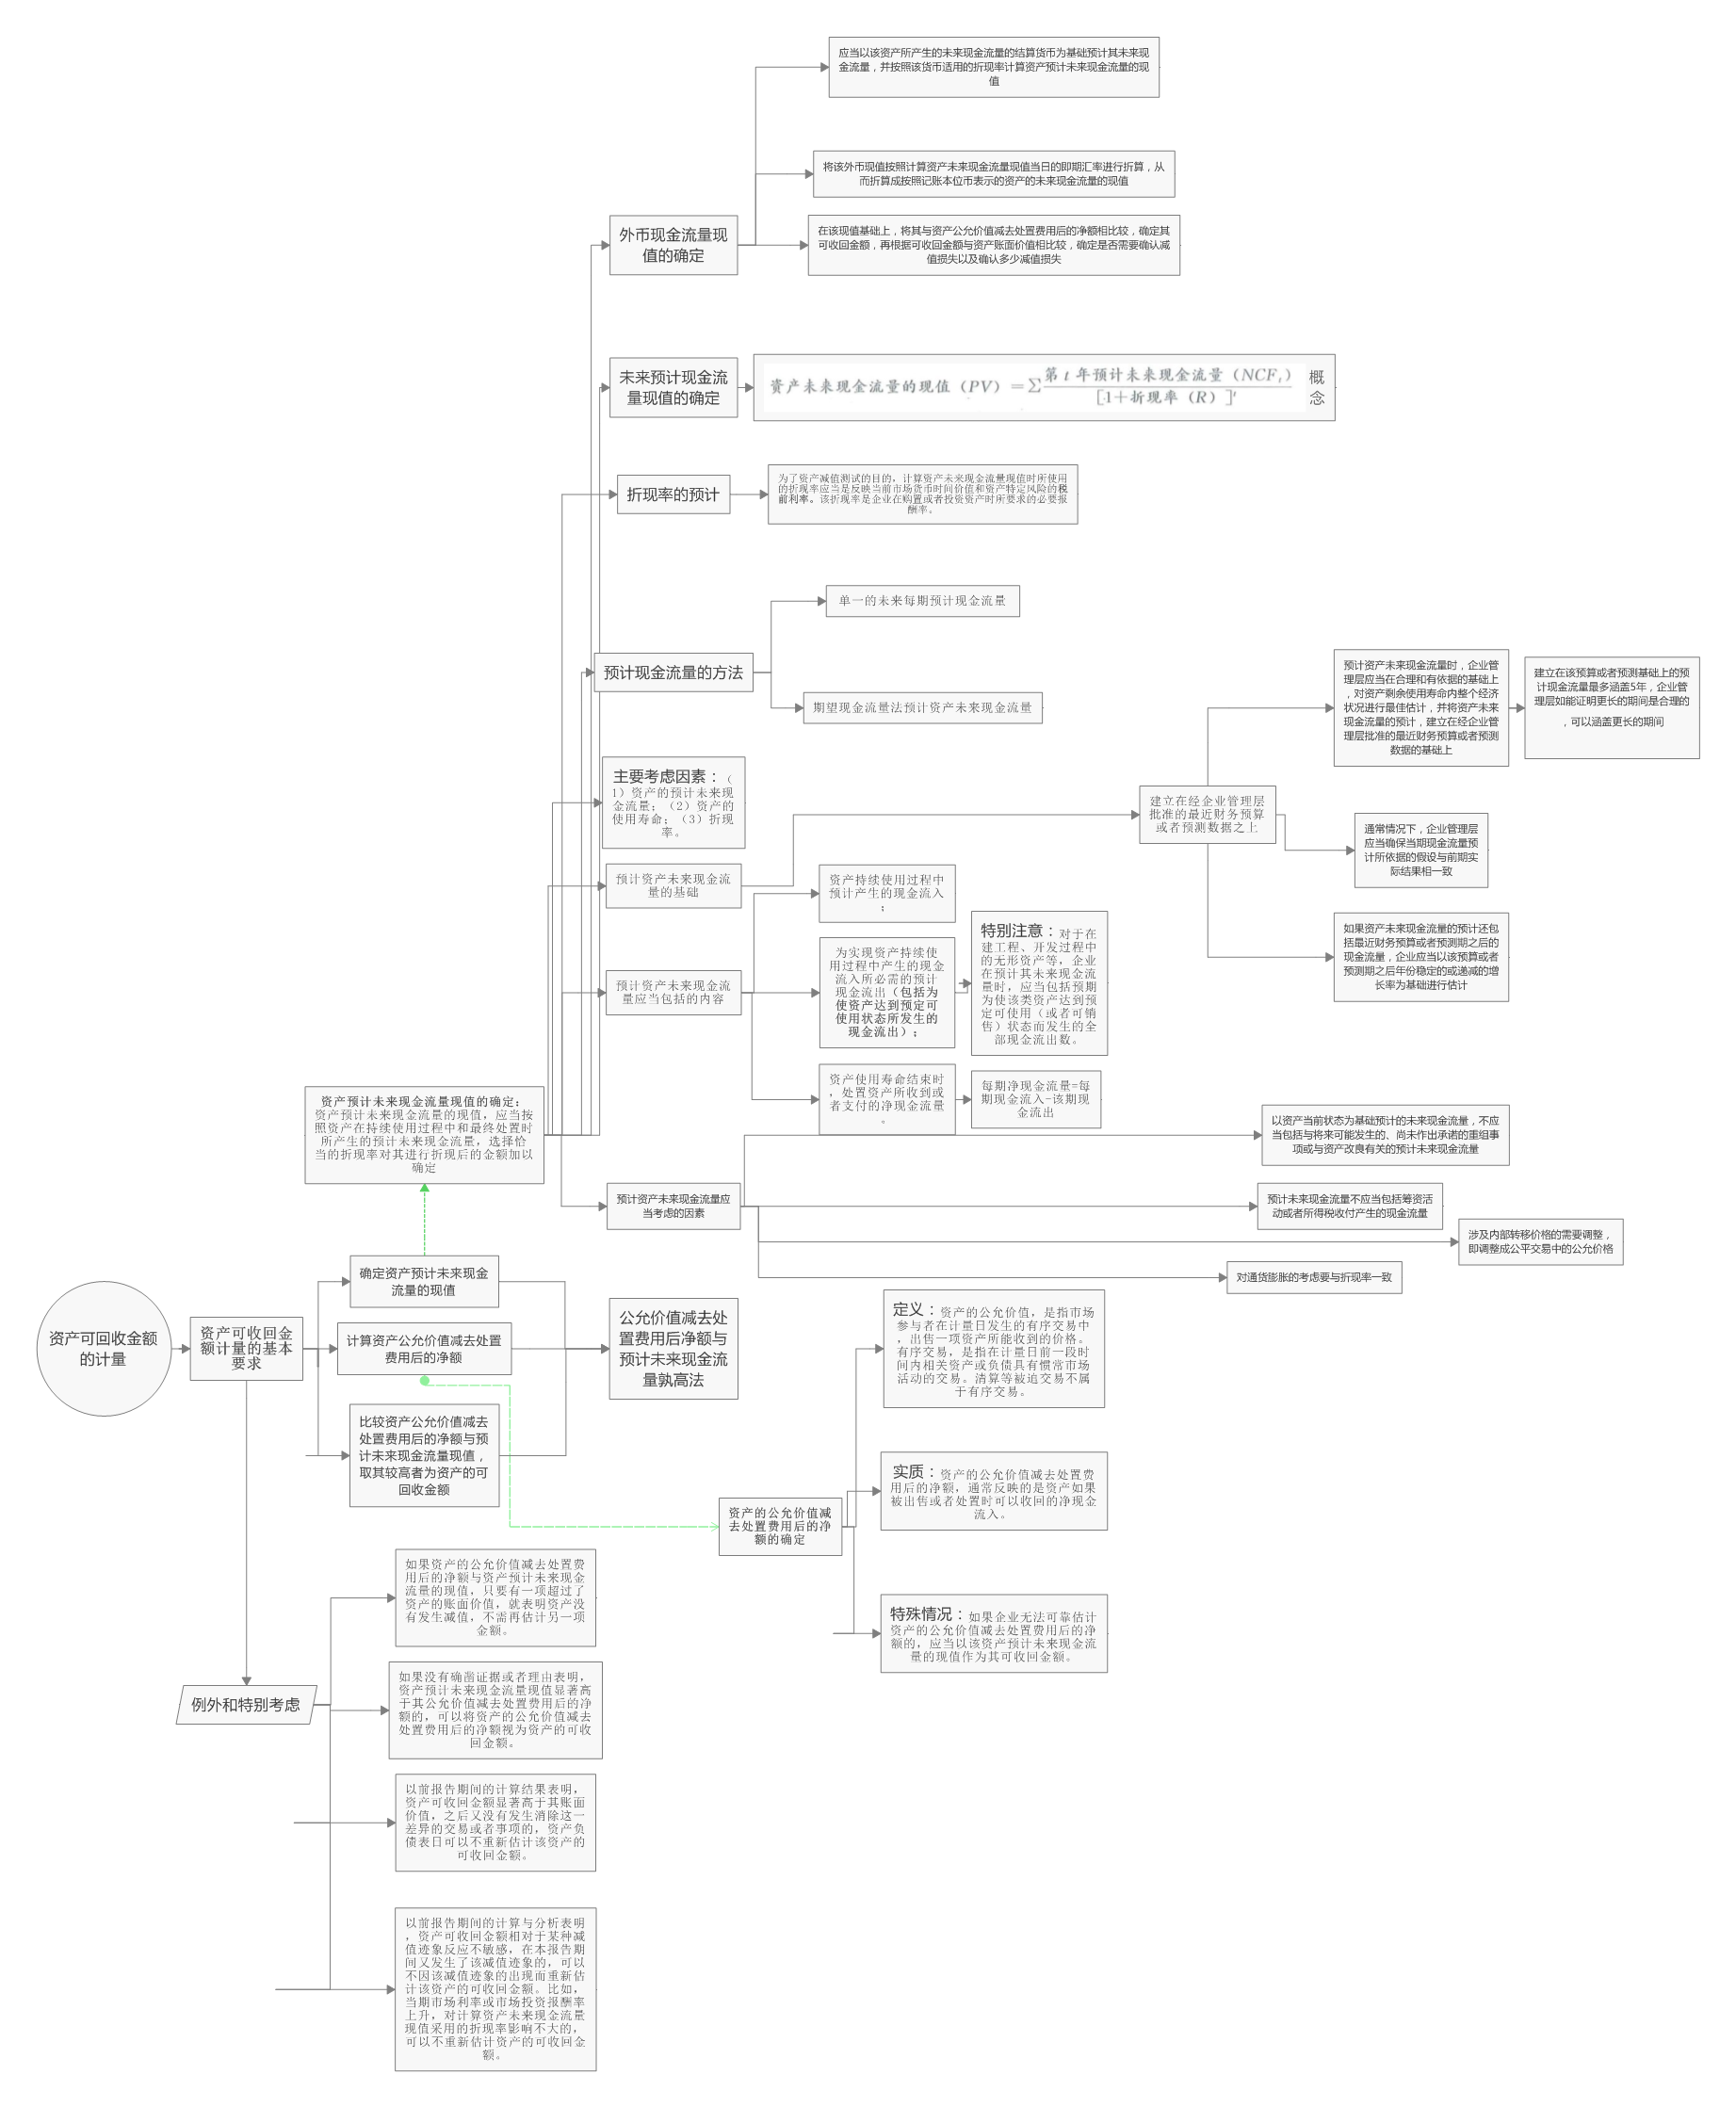 应当以该资产所产生的未来现金流量的结算货币为基础预计其未来现
金流量，并按照该货币适用的折现率计算资产预计未来现金流量的现
值
将该外币现值按照计算资产未来现金流量现值当日的即期汇率进行折算，从
而折算成按照记账本位币表示的资产的未来现金流量的现值
外币现金流量现
值的确定
在该现值基础上，将其与资产公允价值减去处置费用后的净额相比较，确定其
可收回金额，再根据可收回金额与资产账面价值相比较，确定是否需要确认减
值损失以及确认多少减值损失
未来预计现金流
量现值的确定
资产未来现金流量的现值（PV）＝∑第 t 年预计未来现金流量（NCFt）/[1＋折现率（R）]t
概
念
折现率的预计
为了资产减值测试的目的，计算资产未来现金流量现值时所使用
的折现率应当是反映当前市场货币时间价值和资产特定风险的税
前利率。该折现率是企业在购置或者投资资产时所要求的必要报
酬率。
单一的未来每期预计现金流量
预计现金流量的方法
期望现金流量法预计资产未来现金流量
预计资产未来现金流量时，企业管
理层应当在合理和有依据的基础上
，对资产剩余使用寿命内整个经济
状况进行最佳估计，并将资产未来
现金流量的预计，建立在经企业管
理层批准的最近财务预算或者预测
数据的基础上
建立在该预算或者预测基础上的预
计现金流量最多涵盖5年，企业管
理层如能证明更长的期间是合理的
，可以涵盖更长的期间
主要考虑因素：（
1）资产的预计未来现
金流量；（2）资产的
使用寿命；（3）折现
率。
建立在经企业管理层
批准的最近财务预算
或者预测数据之上
通常情况下，企业管理层
应当确保当期现金流量预
计所依据的假设与前期实
际结果相一致
预计资产未来现金流
量的基础
资产持续使用过程中
预计产生的现金流入
；
如果资产未来现金流量的预计还包
括最近财务预算或者预测期之后的
现金流量，企业应当以该预算或者
预测期之后年份稳定的或递减的增
长率为基础进行估计
预计资产未来现金流
量应当包括的内容
为实现资产持续使
用过程中产生的现金
流入所必需的预计
现金流出（包括为
使资产达到预定可
使用状态所发生的
现金流出）；
特别注意：对于在
建工程、开发过程中
的无形资产等，企业
在预计其未来现金流
量时，应当包括预期
为使该类资产达到预
定可使用（或者可销
售）状态而发生的全
部现金流出数。
资产使用寿命结束时
，处置资产所收到或
者支付的净现金流量
。
每期净现金流量=每
期现金流入-该期现
金流出
资产预计未来现金流量现值的确定：
资产预计未来现金流量的现值，应当按
照资产在持续使用过程中和最终处置时
所产生的预计未来现金流量，选择恰
当的折现率对其进行折现后的金额加以
确定
以资产当前状态为基础预计的未来现金流量，不应
当包括与将来可能发生的、尚未作出承诺的重组事
项或与资产改良有关的预计未来现金流量
预计资产未来现金流量应
当考虑的因素
预计未来现金流量不应当包括筹资活
动或者所得税收付产生的现金流量
涉及内部转移价格的需要调整，
即调整成公平交易中的公允价格
对通货膨胀的考虑要与折现率一致
确定资产预计未来现金
流量的现值
资产可回收金额
的计量
资产可收回金
额计量的基本
要求
计算资产公允价值减去处置
费用后的净额
公允价值减去处
置费用后净额与
预计未来现金流
量孰高法
比较资产公允价值减去
处置费用后的净额与预
计未来现金流量现值，
取其较高者为资产的可
回收金额
定义：资产的公允价值，是指市场
参与者在计量日发生的有序交易中
，出售一项资产所能收到的价格。
有序交易，是指在计量日前一段时
间内相关资产或负债具有惯常市场
活动的交易。清算等被迫交易不属
于有序交易。
实质：资产的公允价值减去处置费
用后的净额，通常反映的是资产如果
被出售或者处置时可以收回的净现金
流入。
资产的公允价值减
去处置费用后的净
额的确定
特殊情况：如果企业无法可靠估计
资产的公允价值减去处置费用后的净
额的，应当以该资产预计未来现金流
量的现值作为其可收回金额。
如果资产的公允价值减去处置费
用后的净额与资产预计未来现金
流量的现值，只要有一项超过了
资产的账面价值，就表明资产没
有发生减值，不需再估计另一项
金额。
例外和特别考虑
如果没有确凿证据或者理由表明，
资产预计未来现金流量现值显著高
于其公允价值减去处置费用后的净
额的，可以将资产的公允价值减去
处置费用后的净额视为资产的可收
回金额。
以前报告期间的计算结果表明，
资产可收回金额显著高于其账面
价值，之后又没有发生消除这一
差异的交易或者事项的，资产负
债表日可以不重新估计该资产的
可收回金额。
以前报告期间的计算与分析表明
，资产可收回金额相对于某种减
值迹象反应不敏感，在本报告期
间又发生了该减值迹象的，可以
不因该减值迹象的出现而重新估
计该资产的可收回金额。比如，
当期市场利率或市场投资报酬率
上升，对计算资产未来现金流量
现值采用的折现率影响不大的，
可以不重新估计资产的可收回金
额。